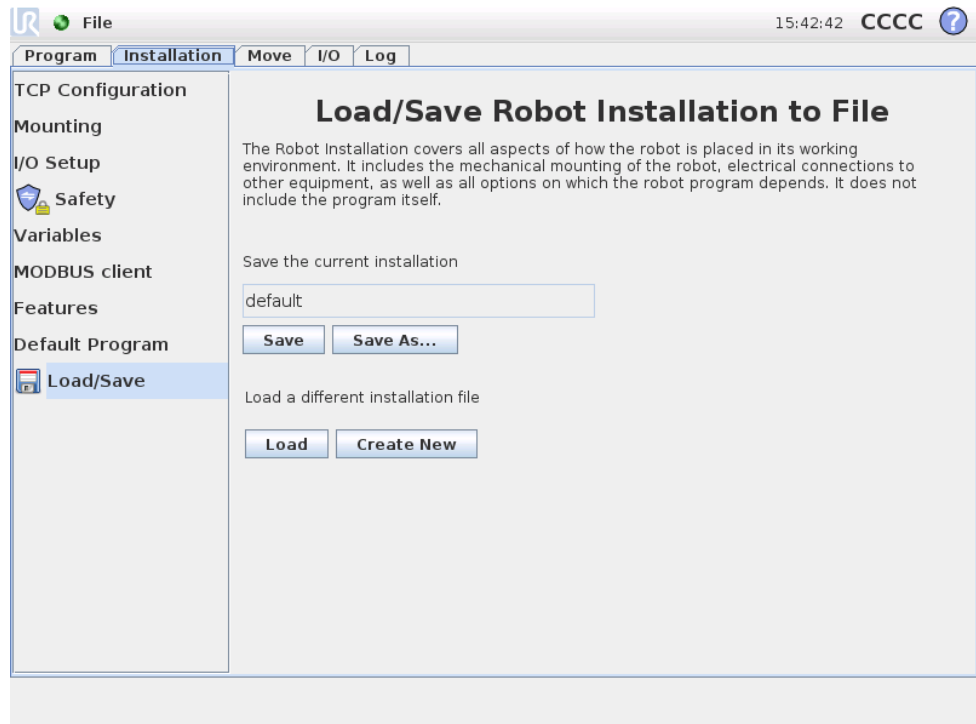 UR File 15:42:42 CCCC ?
Program Installation Move I/O Log
TCP Configuration
Mounting
I/O Setup
Safety
Variables
MODBUS client
Features
Default Program
Load/Save
Load/Save Robot Installation to File
The Robot Installation covers all aspects of how the robot is placed in its working
environment. It includes the mechanical mounting of the robot, electrical connections to
other equipment, as well as all options on which the robot program depends. It does not
include the program itself.
Save the current installation
default
Save Save As...
Load a different installation file
Load Create New